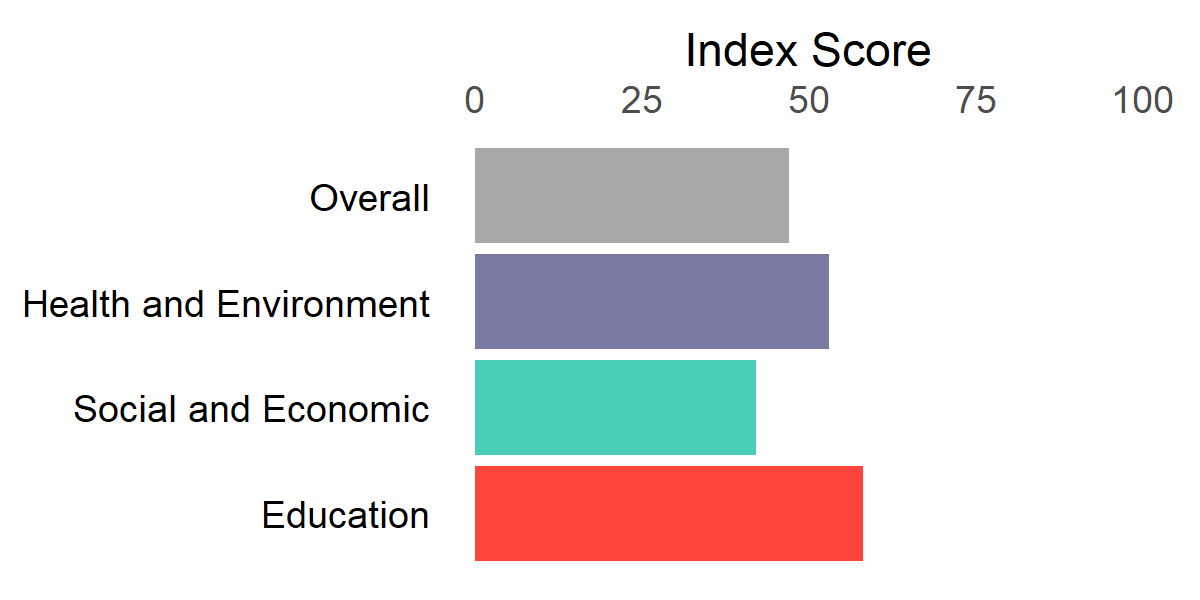 Index Score
0 25 50 75 100
Overall
Health and Environment
Social and Economic
Education